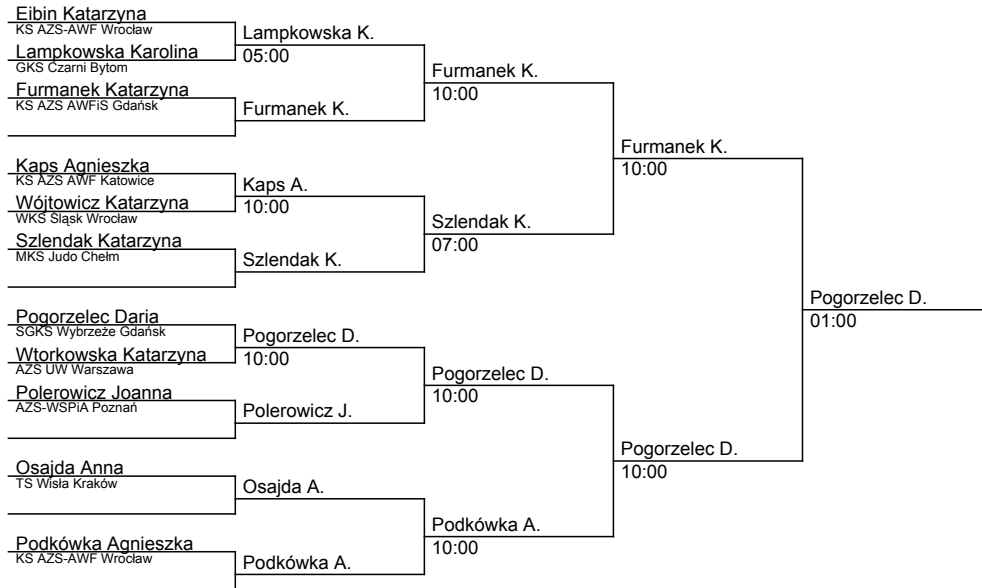 Eibin Katarzyna
KS AZS-AWF Wrocław
Lampkowska K.
05:00
Lampkowska Karolina
GKS Czarni Bytom
Furmanek K.
10:00
Furmanek Katarzyna
KS AZS AWFiS Gdańsk
Furmanek K.
Furmanek K.
10:00
Kaps Agnieszka
KS AZS AWF Katowice
Kaps A.
10:00
Wójtowicz Katarzyna
WKS Śląsk Wrocław
Szlendak K.
07:00
Szlendak Katarzyna
MKS Judo Chełm
Szlendak K.
Pogorzelec D.
01:00
Pogorzelec Daria
SGKS Wybrzeże Gdańsk
Pogorzelec D.
10:00
Wtorkowska Katarzyna
AZS UW Warszawa
Pogorzelec D.
10:00
Polerowicz Joanna
AZS-WSPiA Poznań
Polerowicz J.
Pogorzelec D.
10:00
Osajda Anna
TS Wisła Kraków
Osajda A.
Podkówka A.
10:00
Podkówka Agnieszka
KS AZS-AWF Wrocław
Podkówka A.